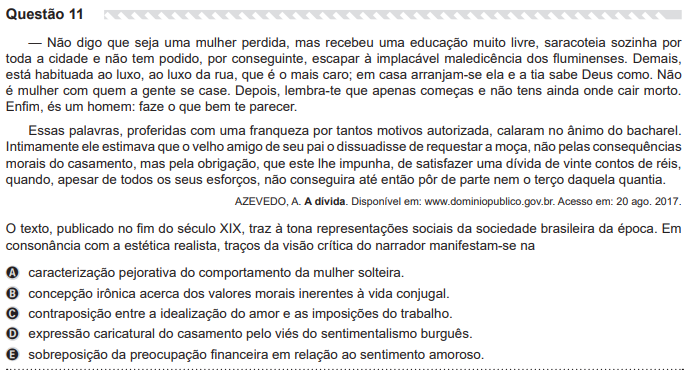 Questão 11
— Não digo que seja uma mulher perdida, mas recebeu uma educação muito livre, saracoteia sozinha por
toda a cidade e não tem podido, por conseguinte, escapar à implacável maledicência dos fluminenses. Demais,
está habituada ao luxo, ao luxo da rua, que é o mais caro; em casa arranjam-se ela e a tia sabe Deus como. Não
é mulher com quem a gente se case. Depois, lembra-te que apenas começas e não tens ainda onde cair morto.
Enfim, és um homem: faze o que bem te parecer.
Essas palavras, proferidas com uma franqueza por tantos motivos autorizada, calaram no ânimo do bacharel.
Intimamente ele estimava que o velho amigo de seu pai o dissuadisse de requestar a moça, não pelas consequências
morais do casamento, mas pela obrigação, que este lhe impunha, de satisfazer uma dívida de vinte contos de réis,
quando, apesar de todos os seus esforços, não conseguira até então pôr de parte nem o terço daquela quantia.
AZEVEDO, A. A dívida. Disponível em: www.dominiopublico.gov.br. Acesso em: 20 ago. 2017.
O texto, publicado no fim do século XIX, traz à tona representações sociais da sociedade brasileira da época. Em
consonância com a estética realista, traços da visão crítica do narrador manifestam-se na
A caracterização pejorativa do comportamento da mulher solteira.
B concepção irônica acerca dos valores morais inerentes à vida conjugal.
C contraposição entre a idealização do amor e as imposições do trabalho.
D expressão caricatural do casamento pelo viés do sentimentalismo burguês.
E sobreposição da preocupação financeira em relação ao sentimento amoroso.